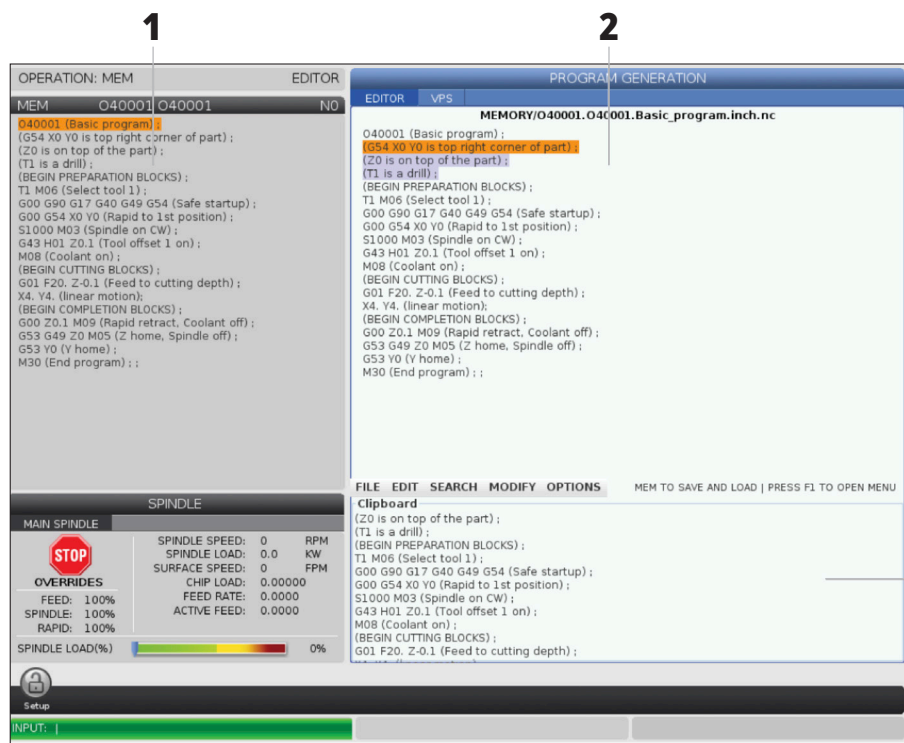 1
2
OPERATION: MEM EDITOR
MEM O40001 O40001 N0
O40001 (Basic program) ;
(G54 X0 Y0 is top right corner of part) ;
(Z0 is on top of the part) ;
(T1 is a drill) ;
(BEGIN PREPARATION BLOCKS) ;
T1 M06 (Select tool 1) ;
G00 G90 G17 G40 G49 G54 (Safe startup) ;
G00 G54 X0 Y0 (Rapid to 1st position) ;
S1000 M03 (Spindle on CW) ;
G43 H01 Z0.1 (Tool offset 1 on) ;
M08 (Coolant on) ;
(BEGIN CUTTING BLOCKS) ;
G01 F20. Z-0.1 (Feed to cutting depth) ;
X4. Y4. (linear motion);
(BEGIN COMPLETION BLOCKS) ;
G00 Z0.1 M09 (Rapid retract, Coolant off) ;
G53 G49 Z0 M05 (Z home, Spindle off) ;
G53 Y0 (Y home) ;
M30 (End program) ; ;
PROGRAM GENERATION
EDITOR VPS
MEMORY/O40001.O40001.Basic_program.inch.nc
O40001 (Basic program) ;
(G54 X0 Y0 is top right corner of part) ;
(Z0 is on top of the part) ;
(T1 is a drill) ;
(BEGIN PREPARATION BLOCKS) ;
T1 M06 (Select tool 1) ;
G00 G90 G17 G40 G49 G54 (Safe startup) ;
G00 G54 X0 Y0 (Rapid to 1st position) ;
S1000 M03 (Spindle on CW) ;
G43 H01 Z0.1 (Tool offset 1 on) ;
M08 (Coolant on) ;
(BEGIN CUTTING BLOCKS) ;
G01 F20. Z-0.1 (Feed to cutting depth) ;
X4. Y4. (linear motion);
(BEGIN COMPLETION BLOCKS) ;
G00 Z0.1 M09 (Rapid retract, Coolant off) ;
G53 G49 Z0 M05 (Z home, Spindle off) ;
G53 Y0 (Y home) ;
M30 (End program) ; ;
FILE EDIT SEARCH MODIFY OPTIONS MEM TO SAVE AND LOAD | PRESS F1 TO OPEN MENU
Clipboard
(Z0 is on top of the part) ;
(T1 is a drill) ;
(BEGIN PREPARATION BLOCKS) ;
T1 M06 (Select tool 1) ;
G00 G90 G17 G40 G49 G54 (Safe startup) ;
G00 G54 X0 Y0 (Rapid to 1st position) ;
S1000 M03 (Spindle on CW) ;
G43 H01 Z0.1 (Tool offset 1 on) ;
M08 (Coolant on) ;
(BEGIN CUTTING BLOCKS) ;
G01 F20. Z-0.1 (Feed to cutting depth) ;
SPINDLE
MAIN SPINDLE
STOP
OVERRIDES
FEED: 100%
SPINDLE: 100%
RAPID: 100%
SPINDLE SPEED: 0 RPM
SPINDLE LOAD: 0.0 KW
SURFACE SPEED: 0 FPM
CHIP LOAD: 0.00000
FEED RATE: 0.0000
ACTIVE FEED: 0.0000
SPINDLE LOAD(%) 0%
Setup
INPUT: |